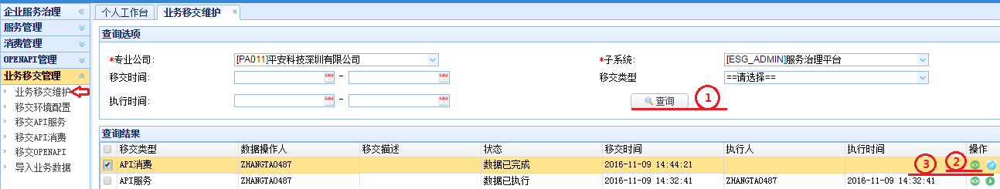 企业服务治理
服务管理
消费管理
OPENAPI管理
业务移交管理
业务移交维护
移交环境配置
移交API服务
移交API消费
移交OPENAPI
导入业务数据
个人工作台 业务移交维护
查询选项
*专业公司: [PA011]平安科技深圳有限公司 *子系统: [ESG_ADMIN]服务治理平台
移交时间: - 移交类型 ==请选择==
执行时间: - 查询 1
查询结果
移交类型 数据操作人 移交描述 状态 移交时间 执行人 执行时间 操作
API消费 ZHANGTAO487 数据已完成 2016-11-09 14:44:21 3 2
API服务 ZHANGTAO487 数据已执行 2016-11-09 14:32:41 ZHANGTAO487 2016-11-09 14:32:41